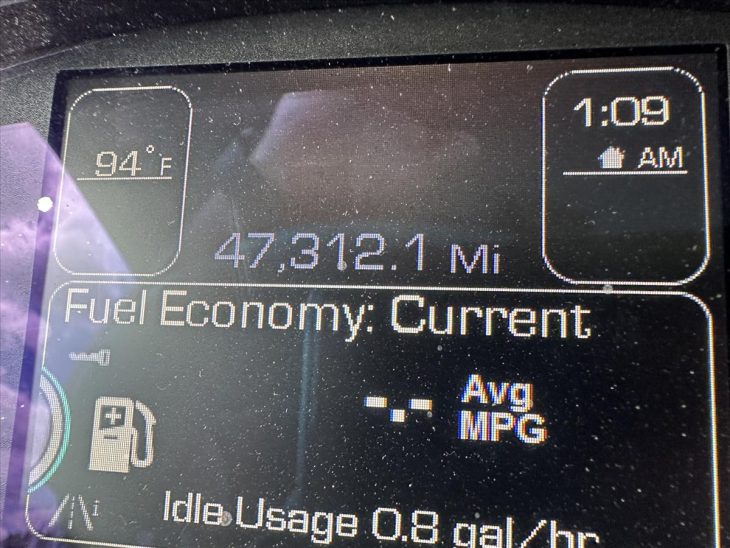 94°F
1:09
AM
47,312.1 Mi
Fuel Economy: Current
-.- Avg
MPG
Idle Usage 0.8 gal/hr